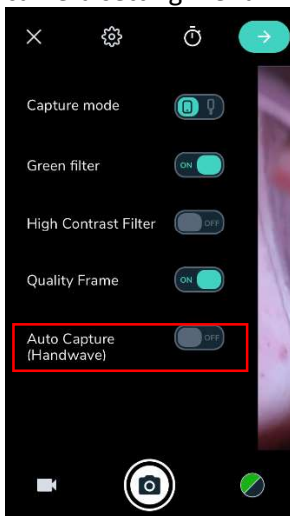 Capture mode
Green filter ON
High Contrast Filter OFF
Quality Frame ON
Auto Capture OFF
(Handwave)